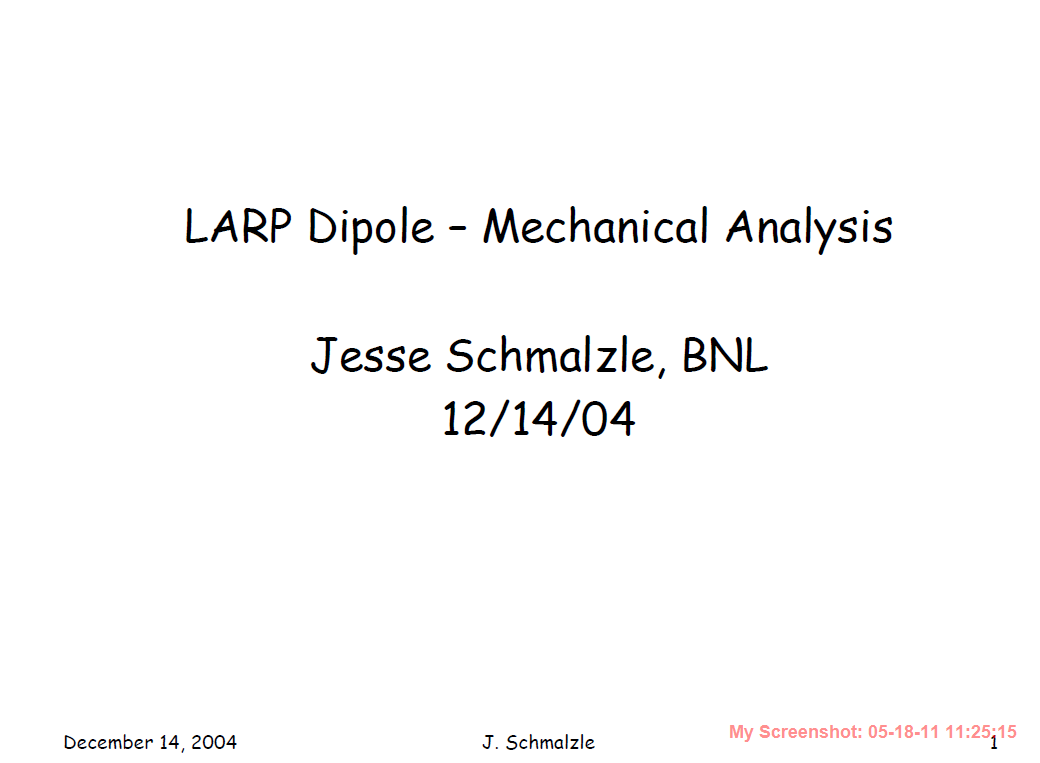 LARP Dipole – Mechanical Analysis
Jesse Schmalzle, BNL
12/14/04
December 14, 2004
J. Schmalzle
My Screenshot: 05-18-11 11:25:15
1